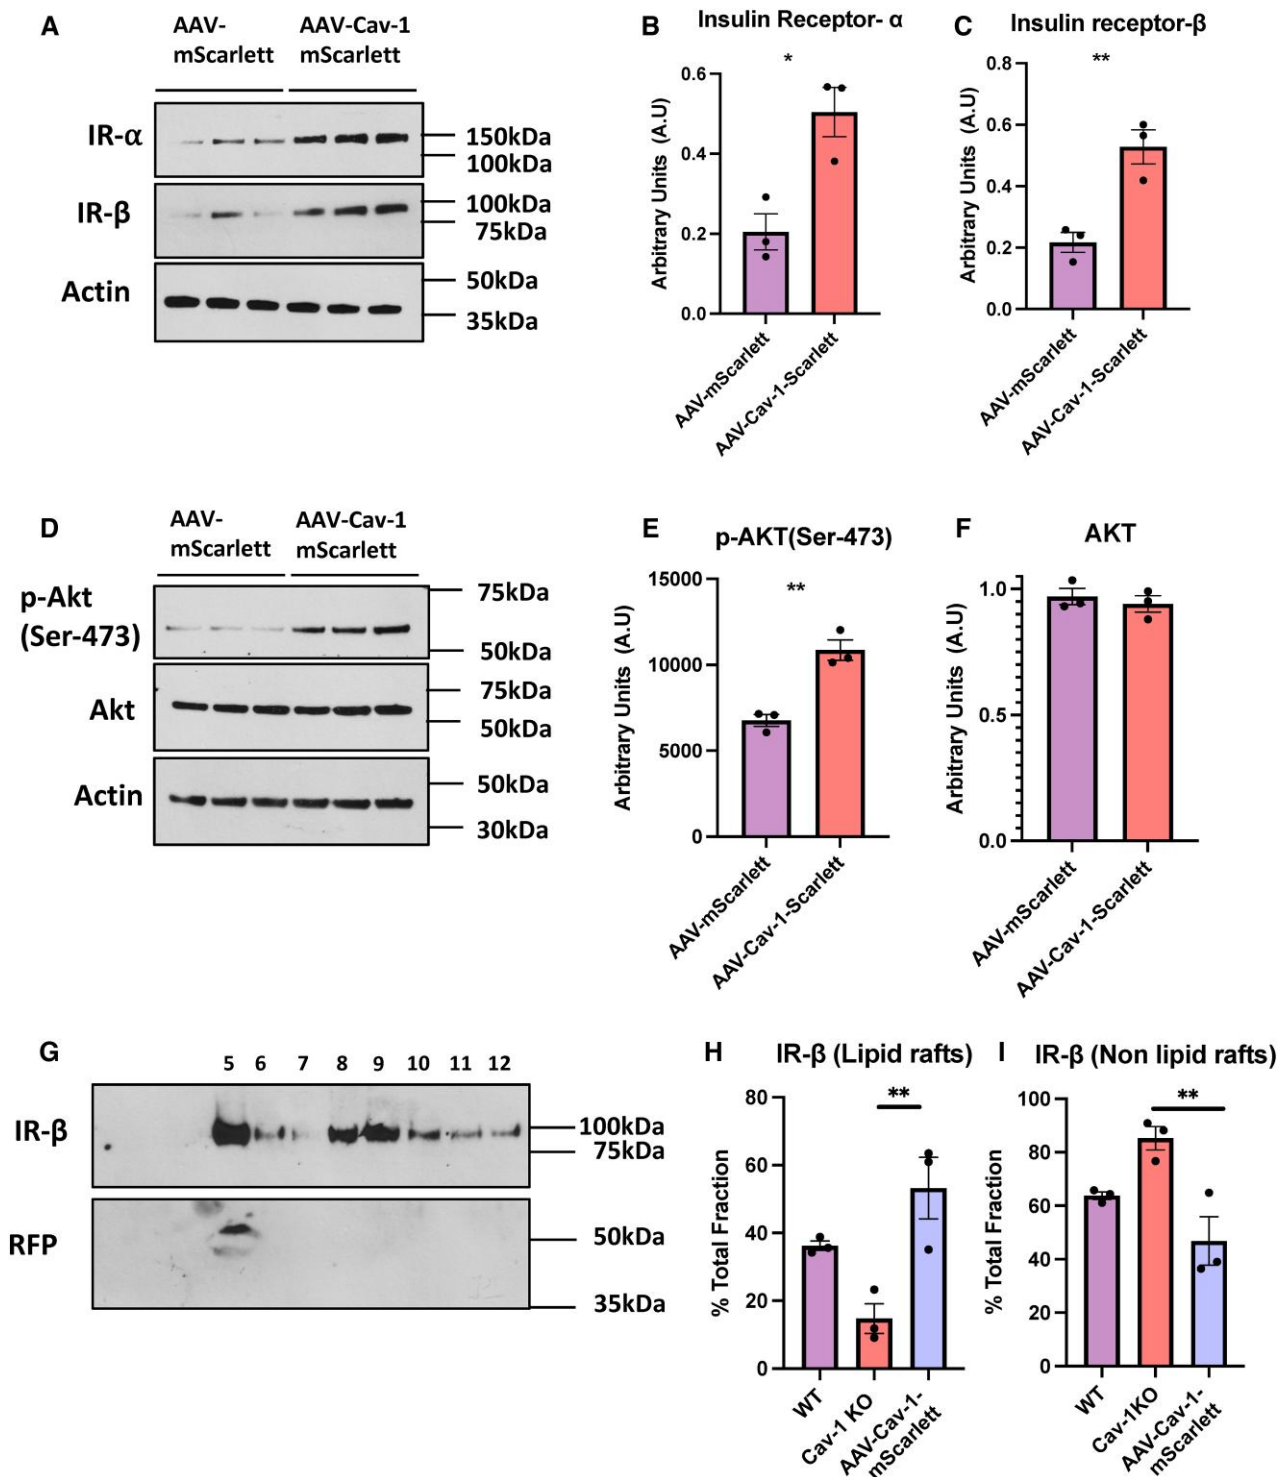 A
AAV-
mScarlett
AAV-Cav-1
mScarlett
IR-α
150kDa
100kDa
IR-β
100kDa
75kDa
Actin
50kDa
35kDa
B
Insulin Receptor- α
*
Arbitrary Units (A.U)
0.6
0.4
0.2
0.0
AAV-mScarlett
AAV-Cav-1-Scarlett
C
Insulin receptor-β
**
Arbitrary Units (A.U)
0.8
0.6
0.4
0.2
0.0
AAV-mScarlett
AAV-Cav-1-Scarlett
D
AAV-
mScarlett
AAV-Cav-1
mScarlett
p-Akt
(Ser-473)
75kDa
50kDa
Akt
75kDa
50kDa
Actin
50kDa
30kDa
E
p-AKT(Ser-473)
**
Arbitrary Units (A.U)
15000
10000
5000
0
AAV-mScarlett
AAV-Cav-1-Scarlett
F
AKT
Arbitrary Units (A.U)
1.0
0.5
0.0
AAV-mScarlett
AAV-Cav-1-Scarlett
G
5 6 7 8 9 10 11 12
IR-β
100kDa
75kDa
RFP
50kDa
35kDa
H
IR-β (Lipid rafts)
**
% Total Fraction
80
60
40
20
0
WT
Cav-1 KO
AAV-Cav-1-
mScarlett
I
IR-β (Non lipid rafts)
**
% Total Fraction
100
80
60
40
20
0
WT
Cav-1KO
AAV-Cav-1-
mScarlett